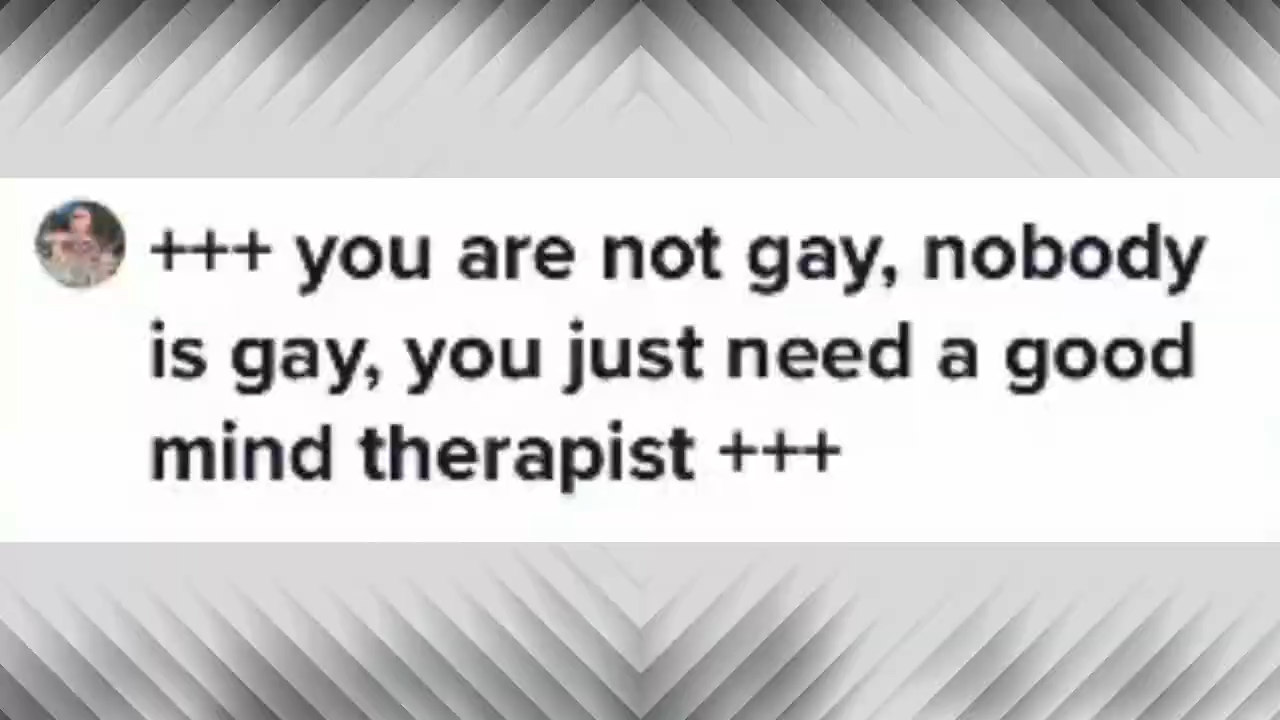 +++ you are not gay, nobody
is gay, you just need a good
mind therapist +++